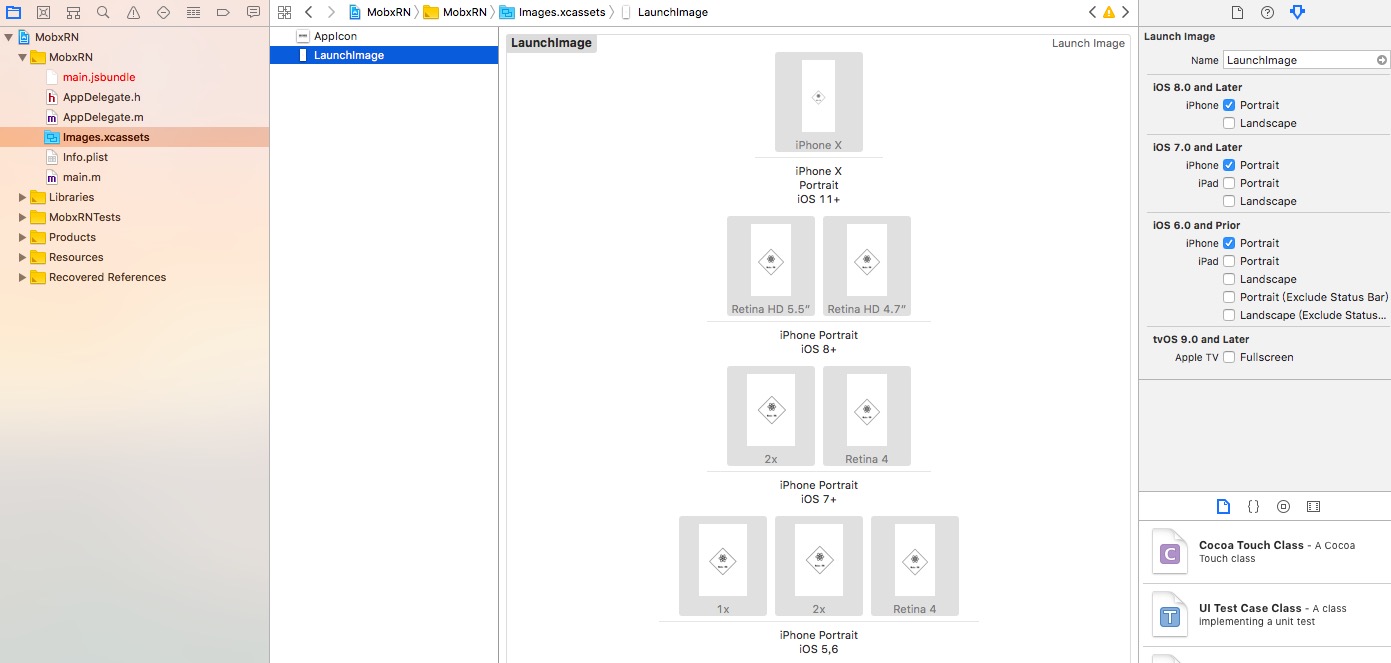 MobxRN
MobxRN
Images.xcassets
LaunchImage
MobxRN
MobxRN
main.jsbundle
AppDelegate.h
AppDelegate.m
Images.xcassets
Info.plist
main.m
Libraries
MobxRNTests
Products
Resources
Recovered References
AppIcon
LaunchImage
LaunchImage
Launch Image
iPhone X
iPhone X
Portrait
iOS 11+
Retina HD 5.5″
Retina HD 4.7″
iPhone Portrait
iOS 8+
2x
Retina 4
iPhone Portrait
iOS 7+
1x
2x
Retina 4
iPhone Portrait
iOS 5,6
Launch Image
Name LaunchImage
iOS 8.0 and Later
iPhone Portrait
Landscape
iOS 7.0 and Later
iPhone Portrait
iPad Portrait
Landscape
iOS 6.0 and Prior
iPhone Portrait
iPad Portrait
Landscape
Portrait (Exclude Status Bar)
Landscape (Exclude Status...
tvOS 9.0 and Later
Apple TV Fullscreen
C
Cocoa Touch Class - A Cocoa
Touch class
T
UI Test Case Class - A class
implementing a unit test